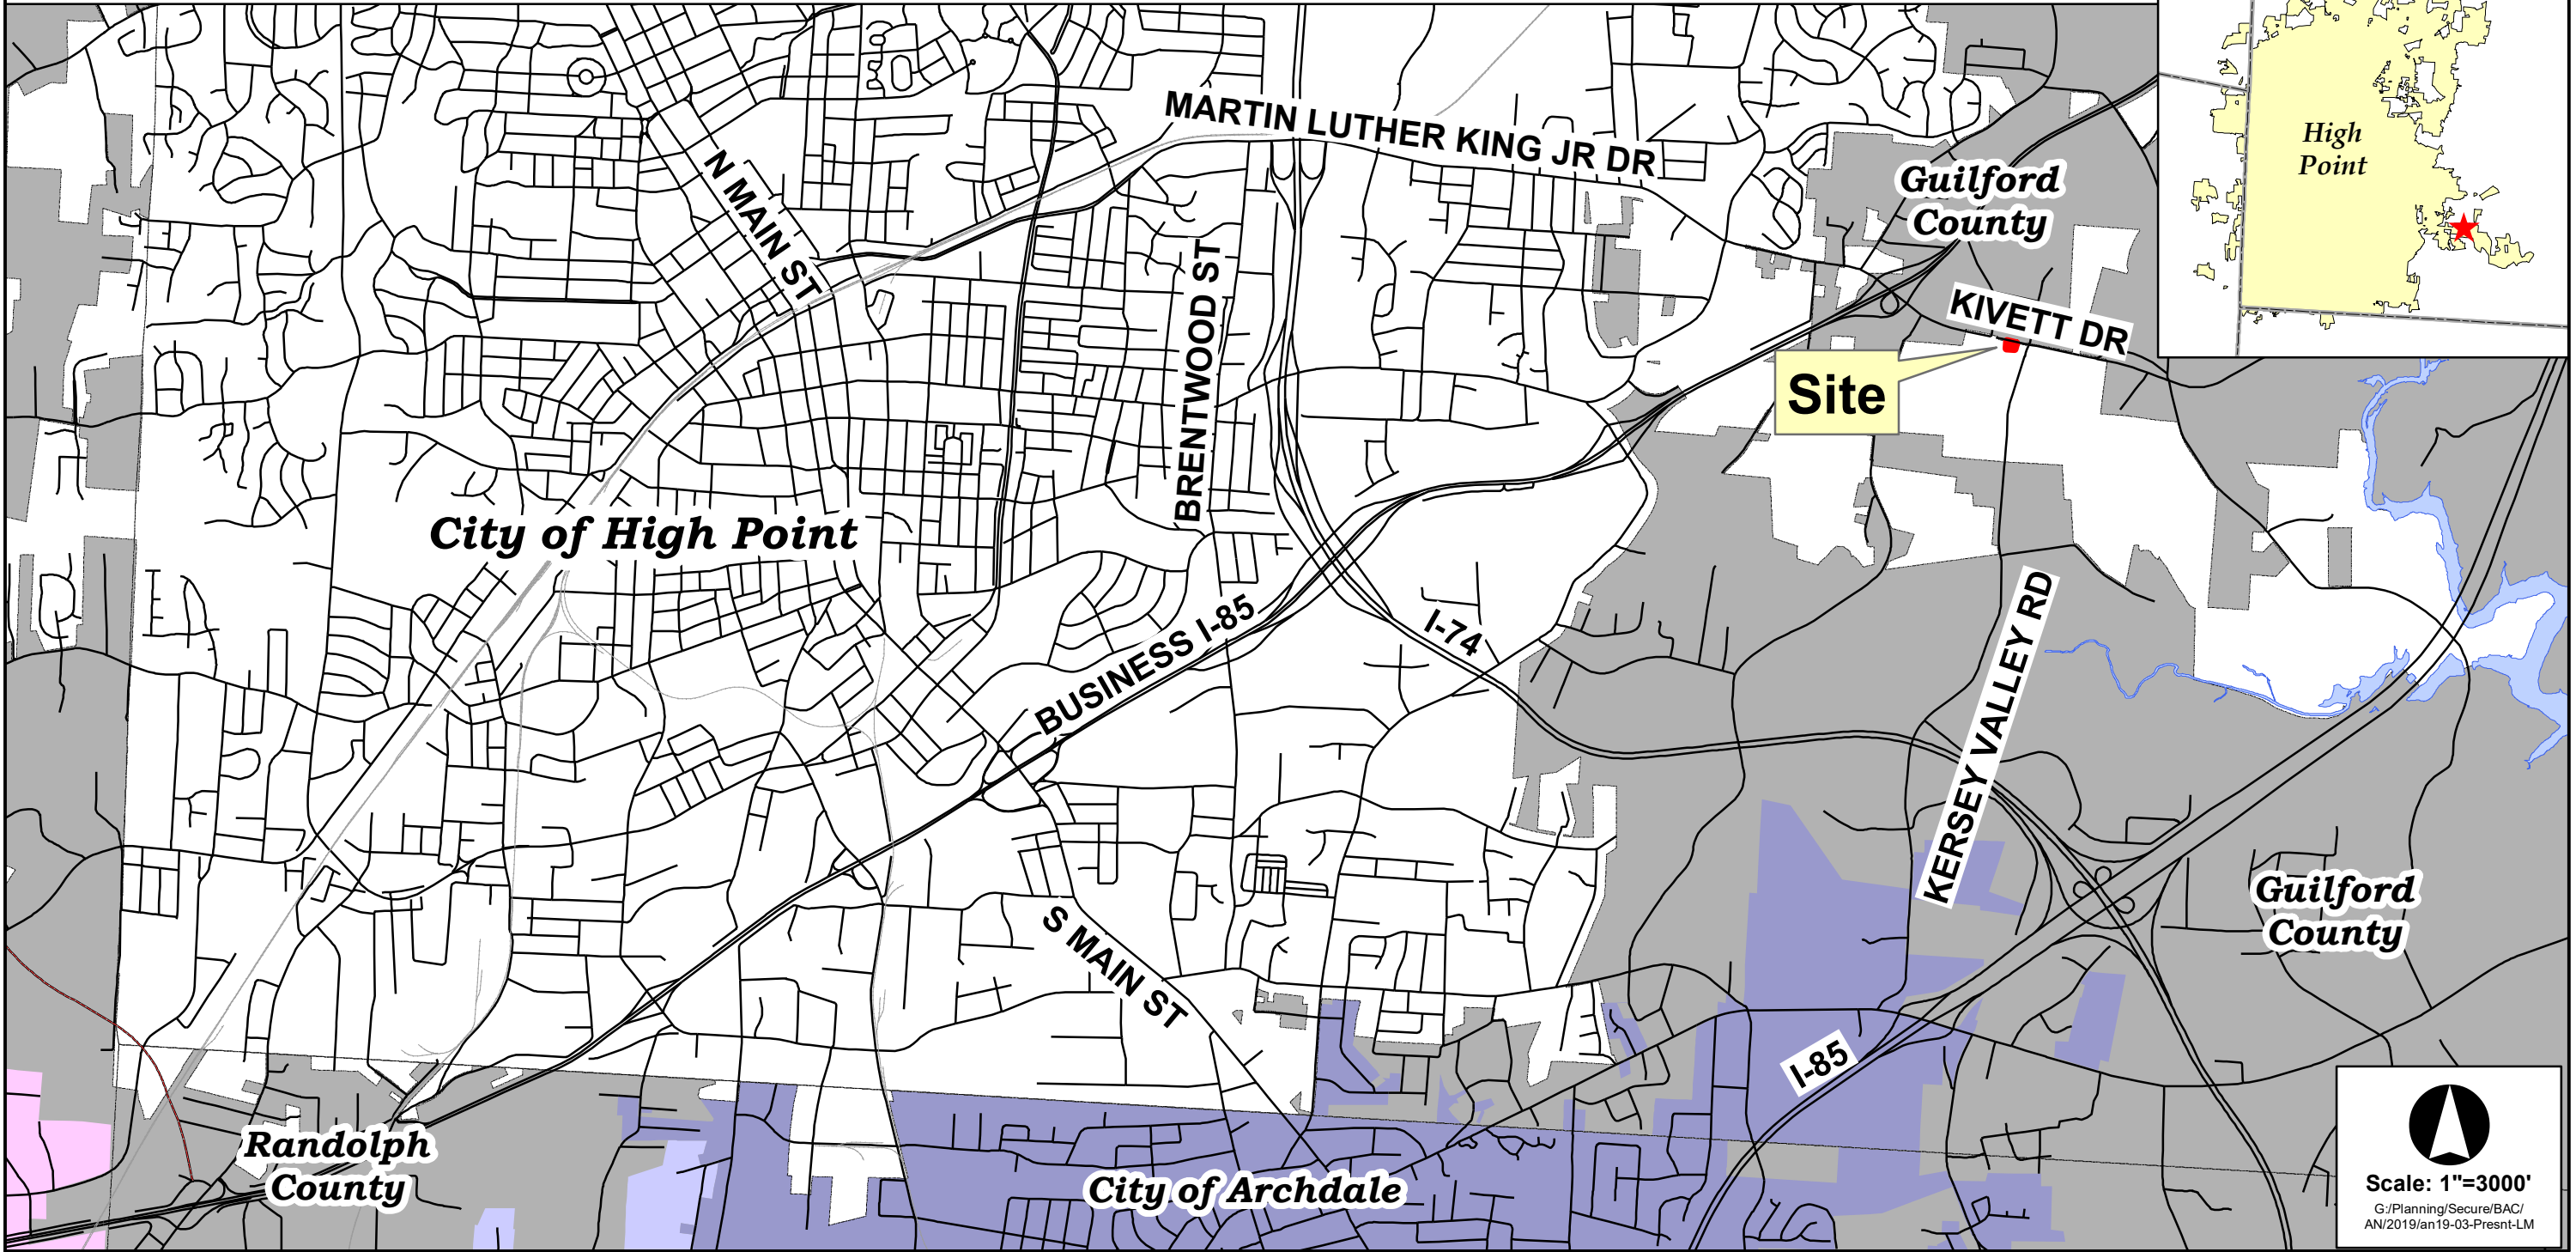 MARTIN LUTHER KING JR DR
High
Point
N MAIN ST
Guilford
County
BRENTWOOD ST
KIVETT DR
Site
City of High Point
BUSINESS I-85
I-74
KERSEY VALLEY RD
Guilford
County
S MAIN ST
I-85
Randolph
County
City of Archdale
Scale: 1"=3000'
G:/Planning/Secure/BAC/
AN/2019/an19-03-Presnt-LM